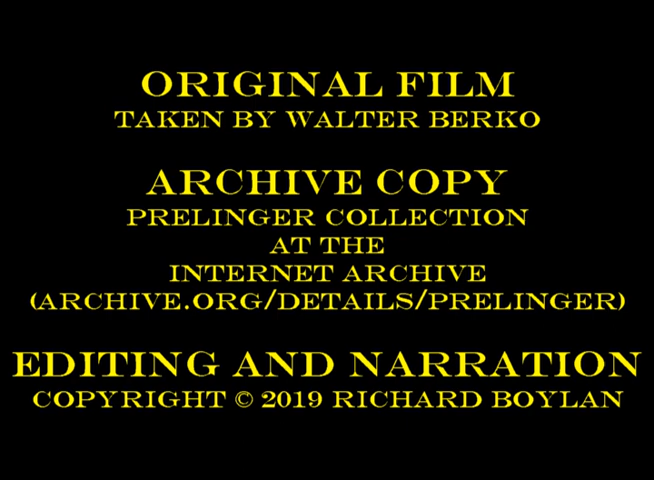 ORIGINAL FILM
TAKEN BY WALTER BERKO
ARCHIVE COPY
PRELINGER COLLECTION
AT THE
INTERNET ARCHIVE
(ARCHIVE.ORG/DETAILS/PRELINGER)
EDITING AND NARRATION
COPYRIGHT © 2019 RICHARD BOYLAN